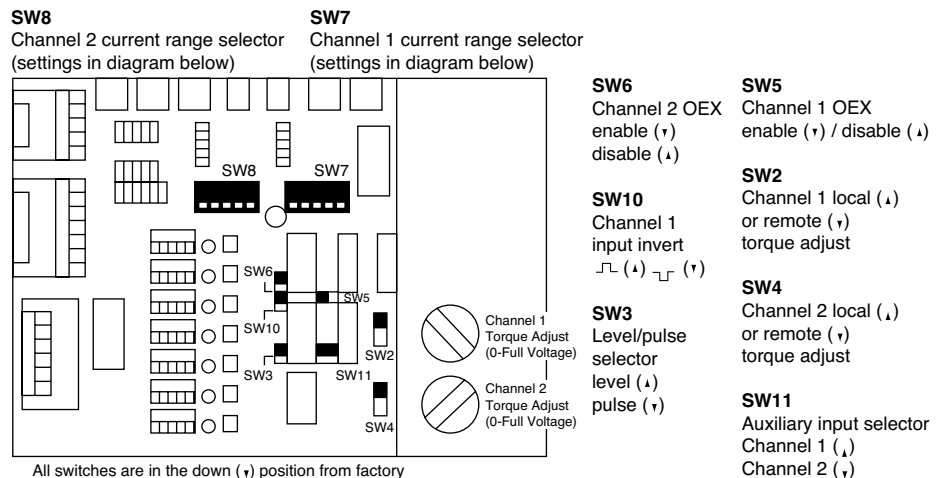 SW8
Channel 2 current range selector
(settings in diagram below)
SW7
Channel 1 current range selector
(settings in diagram below)
SW8
SW7
SW6
SW5
SW10
SW3
SW11
SW2
SW4
Channel 1
Torque Adjust
(0-Full Voltage)
Channel 2
Torque Adjust
(0-Full Voltage)
All switches are in the down (▼) position from factory
SW6
Channel 2 OEX
enable (▼)
disable (▲)
SW10
Channel 1
input invert
(▲) (▼)
SW3
Level/pulse
selector
level (▲)
pulse (▼)
SW5
Channel 1 OEX
enable (▼) / disable (▲)
SW2
Channel 1 local (▲)
or remote (▼)
torque adjust
SW4
Channel 2 local (▲)
or remote (▼)
torque adjust
SW11
Auxiliary input selector
Channel 1 (▲)
Channel 2 (▼)